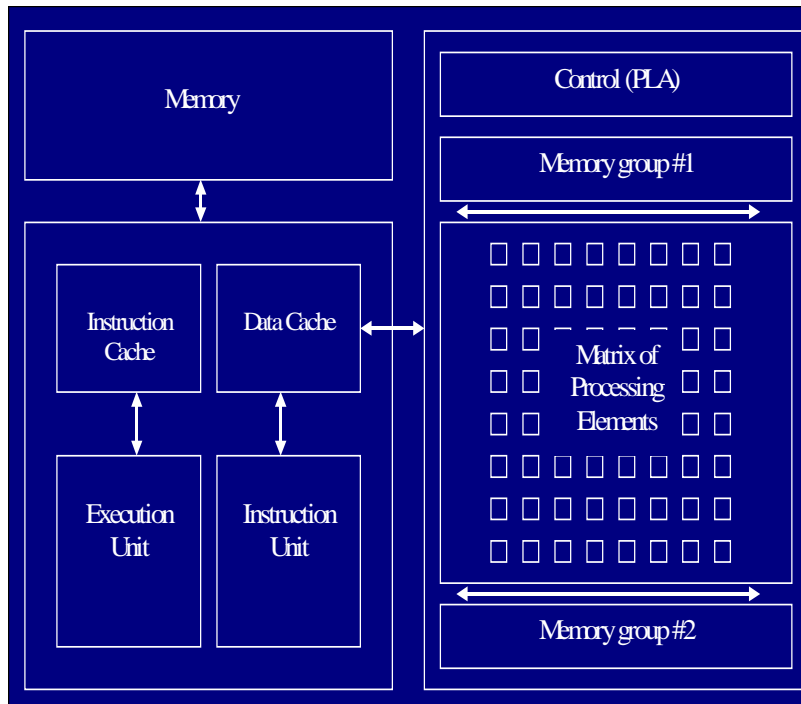 Memory
Instruction
Cache
Data Cache
Execution
Unit
Instruction
Unit
Control (PLA)
Memory group #1
Matrix of
Processing
Elements
Memory group #2